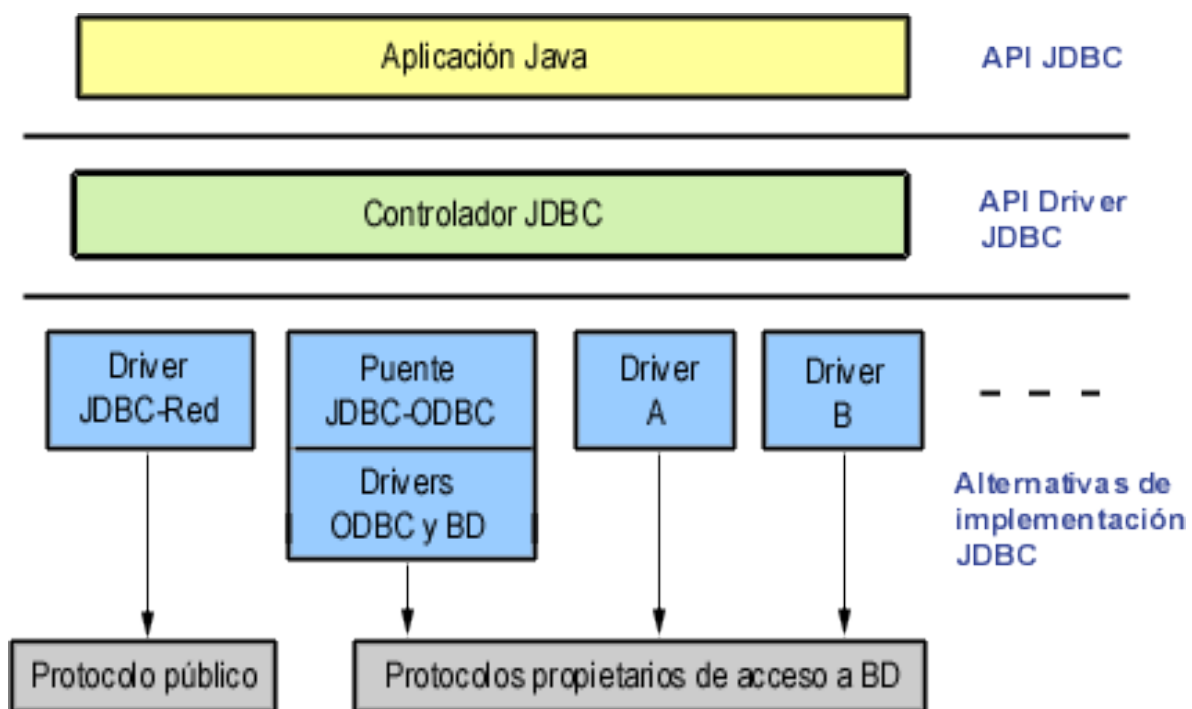 Aplicación Java
API JDBC
Controlador JDBC
API Driver
JDBC
Driver
JDBC-Red
Puente
JDBC-ODBC
Drivers
ODBC y BD
Driver
A
Driver
B
Alternativas de
implementación
JDBC
Protocolo público
Protocolos propietarios de acceso a BD